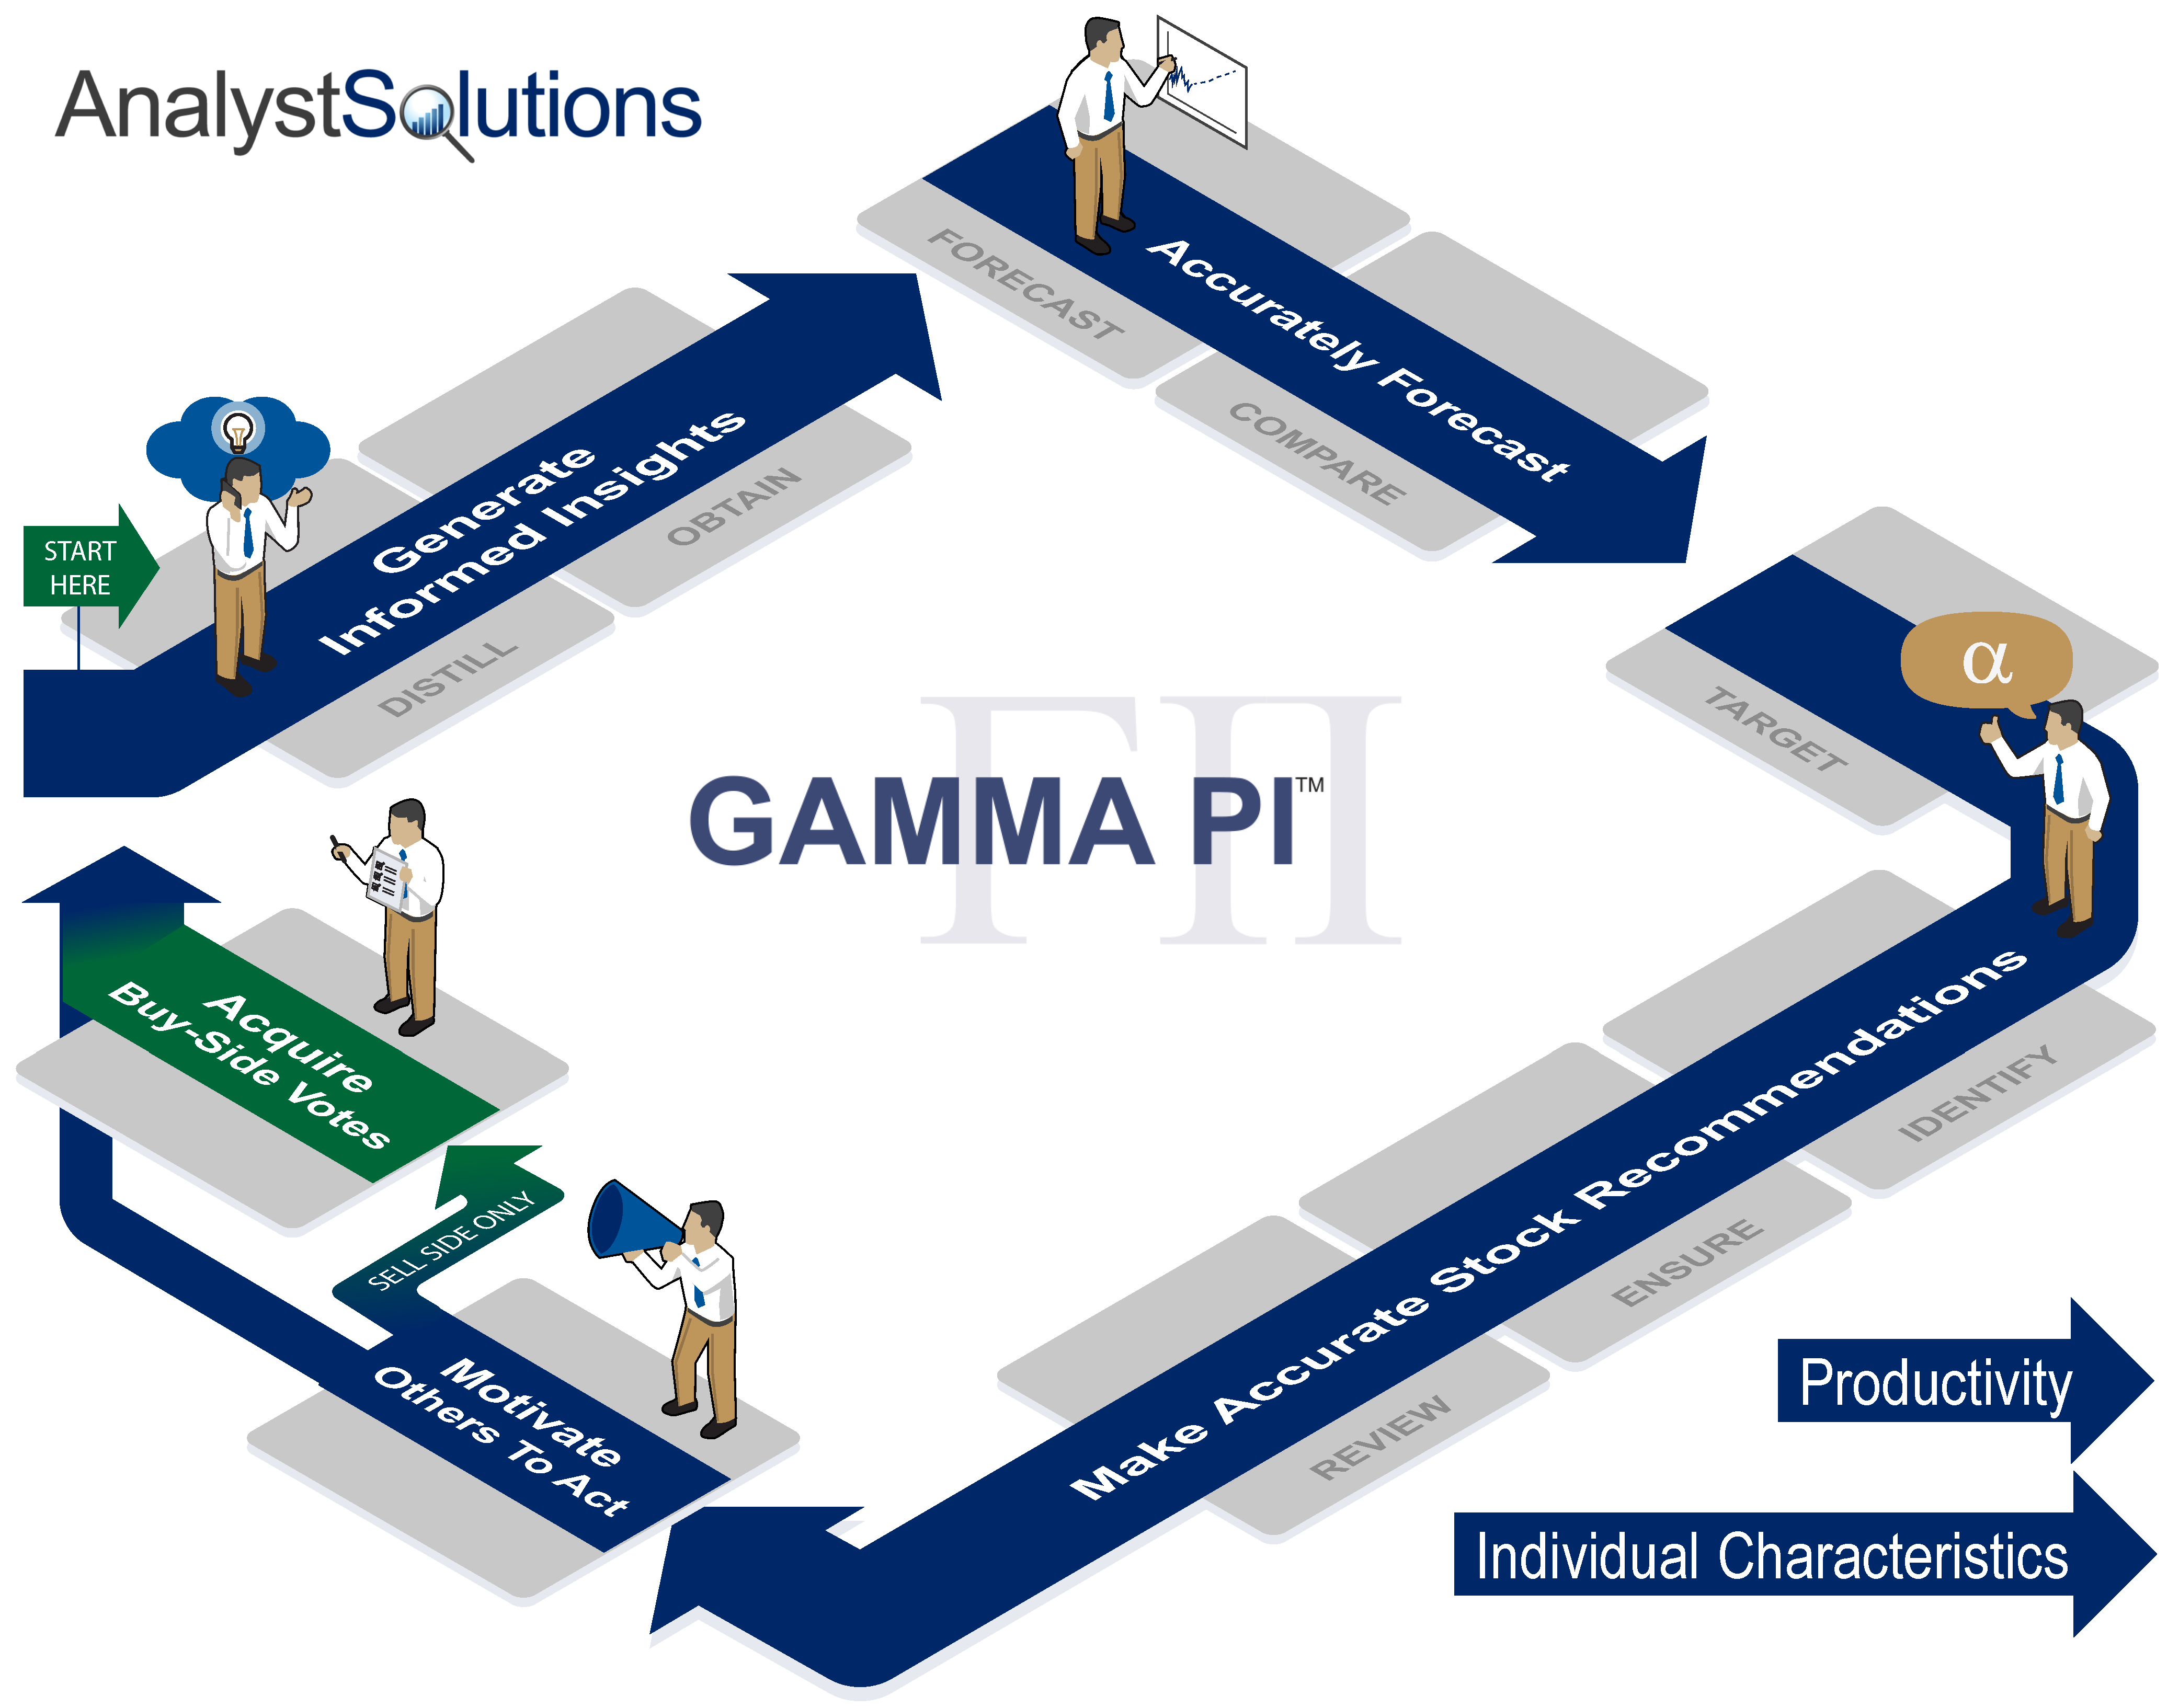 AnalystSolutions
START
HERE
Generate
Informed Insights
DISTILL
OBTAIN
Accurately Forecast
FORECAST
COMPARE
α
TARGET
Make Accurate Stock Recommendations
IDENTIFY
ENSURE
REVIEW
Motivate
Others To Act
SELL SIDE ONLY
Acquire
Buy-Side Votes
ΓΠ
GAMMA PI™
Productivity
Individual Characteristics